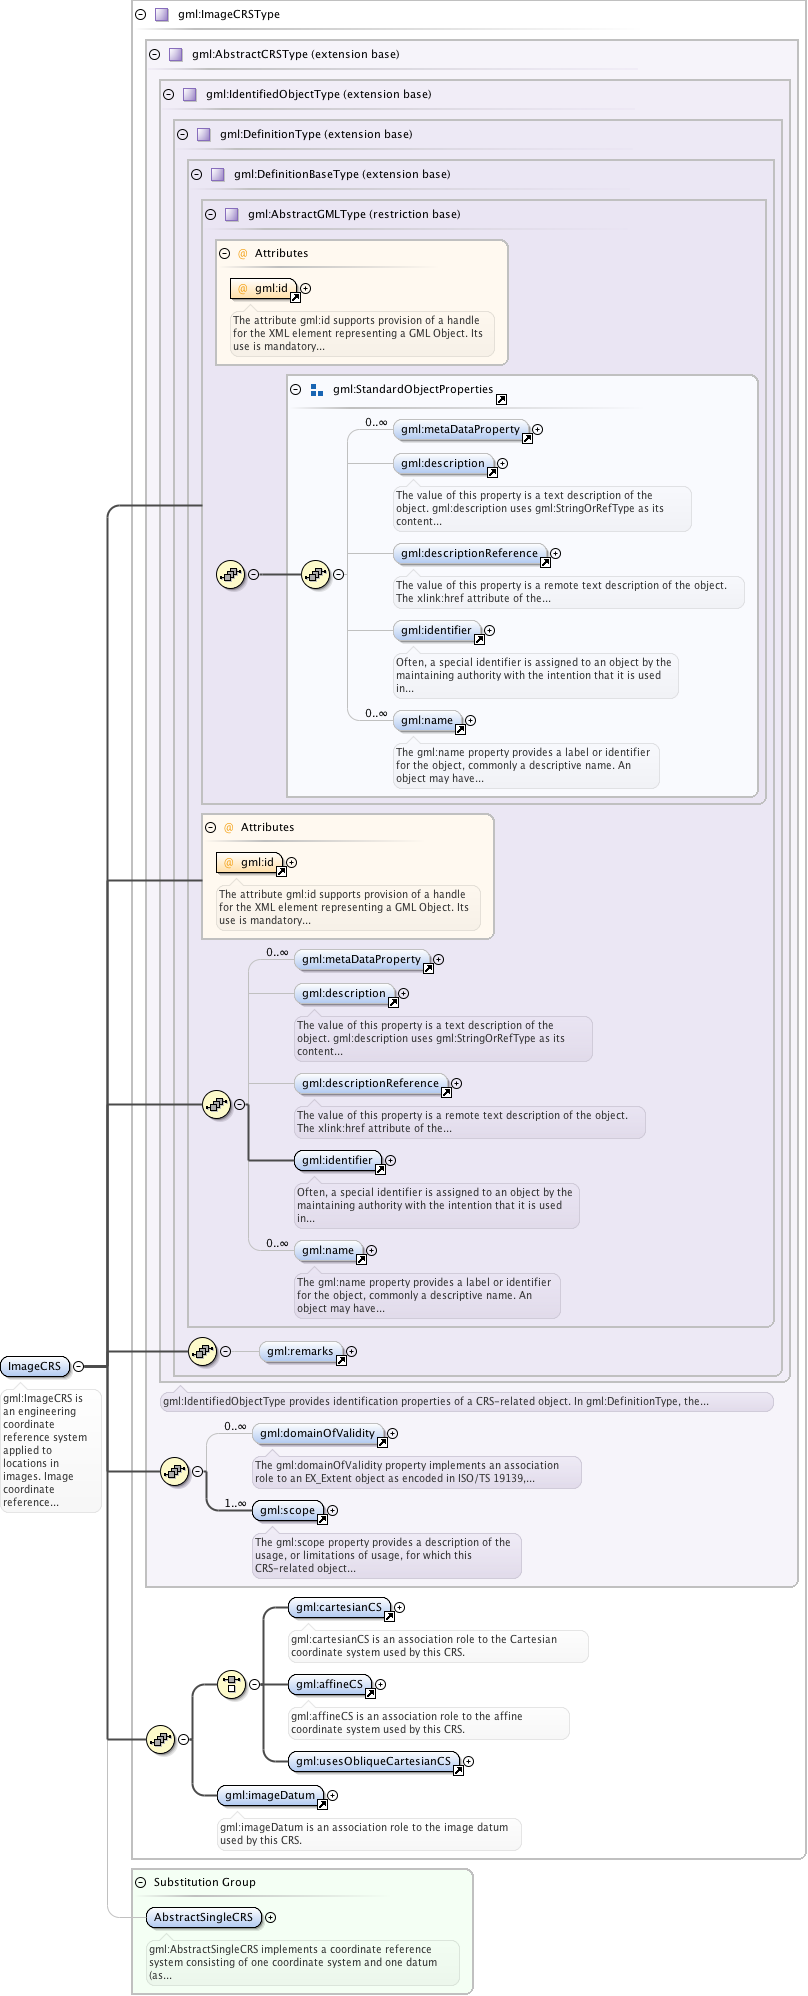 gml:ImageCRSType
gml:AbstractCRSType (extension base)
gml:IdentifiedObjectType (extension base)
gml:DefinitionType (extension base)
gml:DefinitionBaseType (extension base)
gml:AbstractGMLType (restriction base)
@ Attributes
@ gml:id
The attribute gml:id supports provision of a handle
for the XML element representing a GML Object. Its
use is mandatory...
gml:StandardObjectProperties
0..∞
gml:metaDataProperty
gml:description
The value of this property is a text description of the
object. gml:description uses gml:StringOrRefType as its
content...
gml:descriptionReference
The value of this property is a remote text description of the object.
The xlink:href attribute of the...
gml:identifier
Often, a special identifier is assigned to an object by the
maintaining authority with the intention that it is used
in...
0..∞
gml:name
The gml:name property provides a label or identifier
for the object, commonly a descriptive name. An
object may have...
@ Attributes
@ gml:id
The attribute gml:id supports provision of a handle
for the XML element representing a GML Object. Its
use is mandatory...
0..∞
gml:metaDataProperty
gml:description
The value of this property is a text description of the
object. gml:description uses gml:StringOrRefType as its
content...
gml:descriptionReference
The value of this property is a remote text description of the object.
The xlink:href attribute of the...
gml:identifier
Often, a special identifier is assigned to an object by the
maintaining authority with the intention that it is used
in...
0..∞
gml:name
The gml:name property provides a label or identifier
for the object, commonly a descriptive name. An
object may have...
gml:remarks
ImageCRS
gml:ImageCRS is
an engineering
coordinate
reference system
applied to
locations in
images. Image
coordinate
reference...
gml:IdentifiedObjectType provides identification properties of a CRS-related object. In gml:DefinitionType, the...
0..∞
gml:domainOfValidity
The gml:domainOfValidity property implements an association
role to an EX_Extent object as encoded in ISO/TS 19139,...
1..∞
gml:scope
The gml:scope property provides a description of the
usage, or limitations of usage, for which this
CRS-related object...
gml:cartesianCS
gml:cartesianCS is an association role to the Cartesian
coordinate system used by this CRS.
gml:affineCS
gml:affineCS is an association role to the affine
coordinate system used by this CRS.
gml:usesObliqueCartesianCS
gml:imageDatum
gml:imageDatum is an association role to the image datum
used by this CRS.
Substitution Group
AbstractSingleCRS
gml:AbstractSingleCRS implements a coordinate reference
system consisting of one coordinate system and one datum
(as...